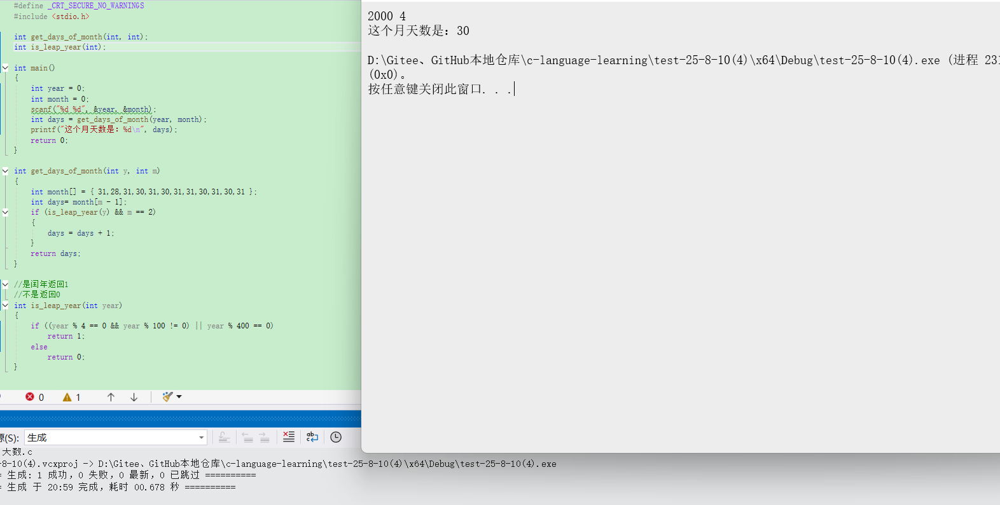 #define _CRT_SECURE_NO_WARNINGS
#include <stdio.h>
int get_days_of_month(int, int);
int is_leap_year(int);
int main()
{
int year = 0;
int month = 0;
scanf("%d %d", &year, &month);
int days = get_days_of_month(year, month);
printf("这个月天数是：%d\n", days);
return 0;
}
int get_days_of_month(int y, int m)
{
int month[] = { 31,28,31,30,31,30,31,31,30,31,30,31 };
int days= month[m - 1];
if (is_leap_year(y) && m == 2)
{
days = days + 1;
}
return days;
}
//是闰年返回1
//不是返回0
int is_leap_year(int year)
{
if ((year % 4 == 0 && year % 100 != 0) || year % 400 == 0)
return 1;
else
return 0;
}
0 1
源(S): 生成
天数.c
-8-10(4).vcxproj -> D:\Gitee、GitHub本地仓库\c-language-learning\test-25-8-10(4)\x64\Debug\test-25-8-10(4).exe
= 生成: 1 成功，0 失败，0 最新，0 已跳过 ==========
= 生成 于 20:59 完成，耗时 00.678 秒 ==========
2000 4
这个月天数是：30
D:\Gitee、GitHub本地仓库\c-language-learning\test-25-8-10(4)\x64\Debug\test-25-8-10(4).exe (进程 231
(0x0)。
按任意键关闭此窗口. . .